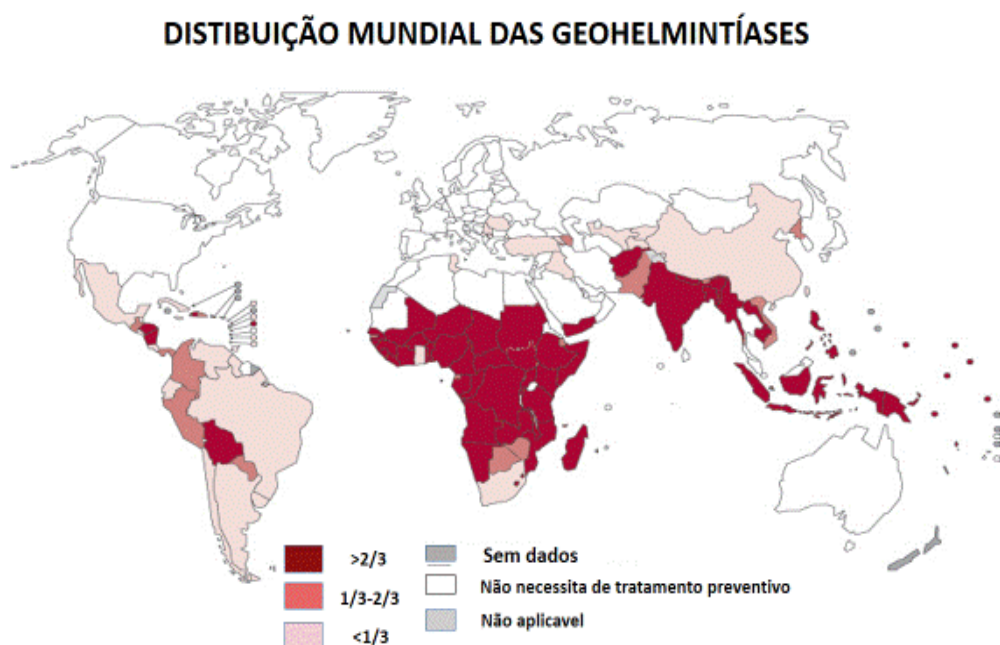 DISTIBUIÇÃO MUNDIAL DAS GEOHELMINTÍASES
>2/3
1/3-2/3
<1/3
Sem dados
Não necessita de tratamento preventivo
Não aplicavel